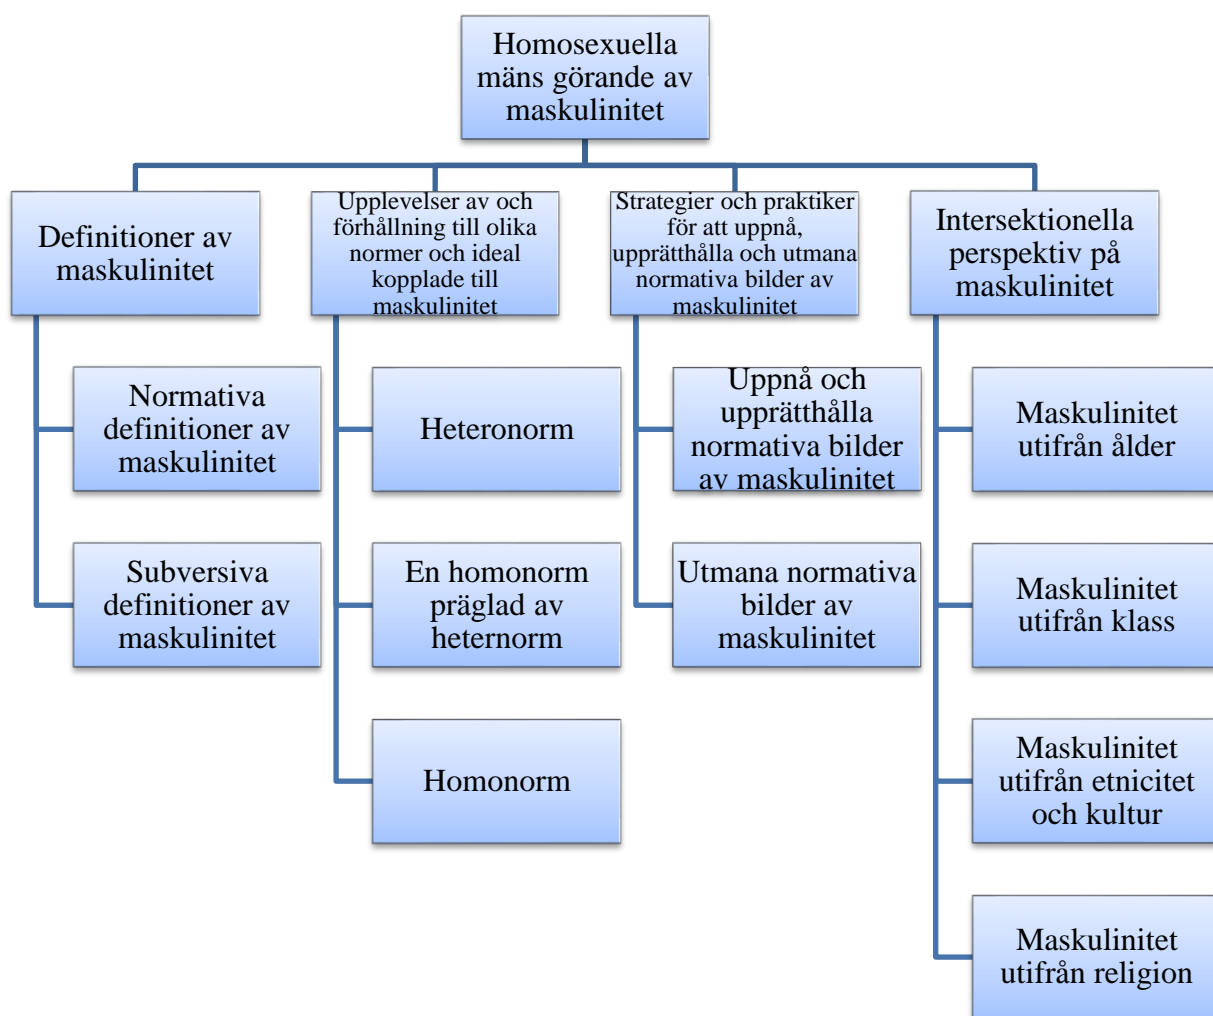 Homosexuella
mäns görande av
maskulinitet
Definitioner av
maskulinitet
Upplevelser av och
förhållning till olika
normer och ideal
kopplade till
maskulinitet
Strategier och praktiker
för att uppnå,
upprätthålla och utmana
normativa bilder av
maskulinitet
Intersektionella
perspektiv på
maskulinitet
Normativa
definitioner av
maskulinitet
Subversiva
definitioner av
maskulinitet
Heteronorm
En homonorm
präglad av
heternorm
Homonorm
Uppnå och
upprätthålla
normativa bilder
av maskulinitet
Utmana normativa
bilder av
maskulinitet
Maskulinitet
utifrån ålder
Maskulinitet
utifrån klass
Maskulinitet
utifrån etnicitet
och kultur
Maskulinitet
utifrån religion